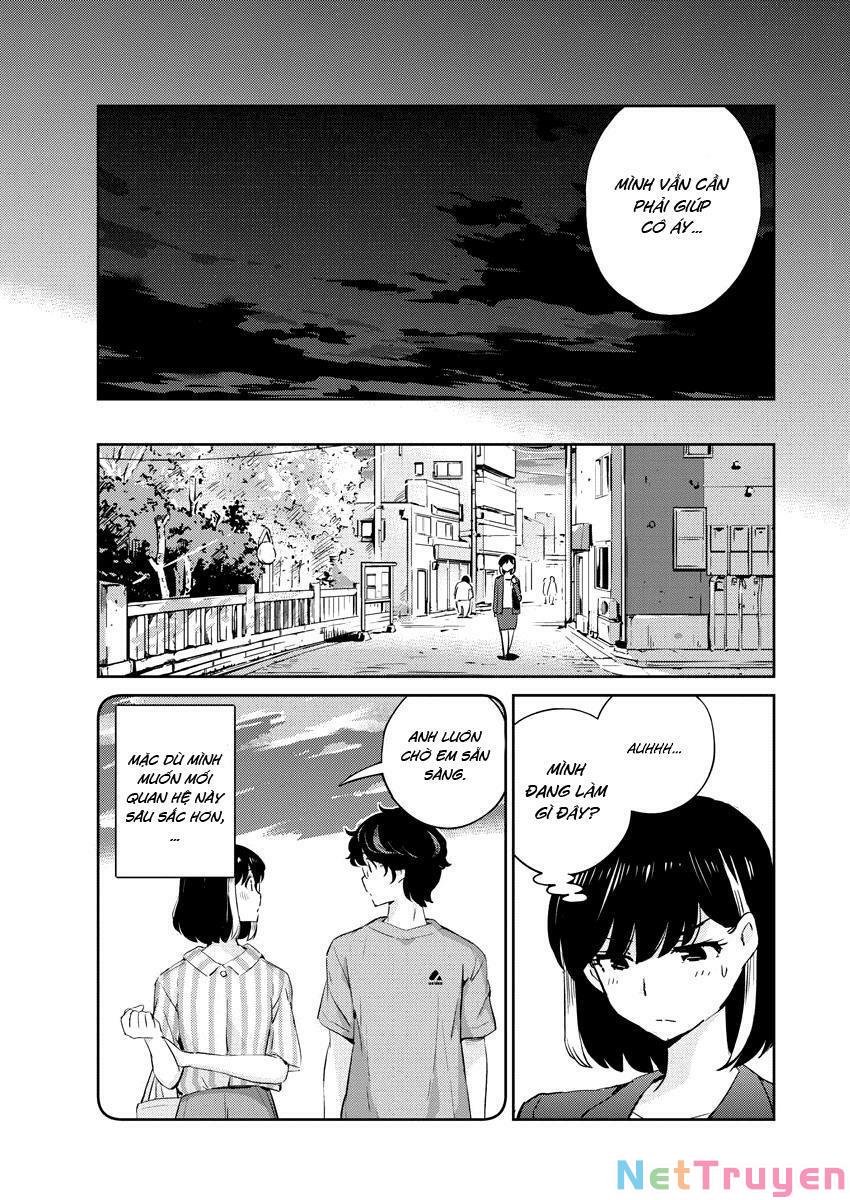 MÌNH VẪN CẦN
PHẢI GIÚP
CÔ ẤY...
AUHHH...
MÌNH
ĐANG LÀM
GÌ ĐÂY?
ANH LUÔN
CHỜ EM SẴN
SÀNG.
MẶC DÙ MÌNH
MUỐN MỐI
QUAN HỆ NÀY
SÂU SẮC HƠN,
...
NetTruyen